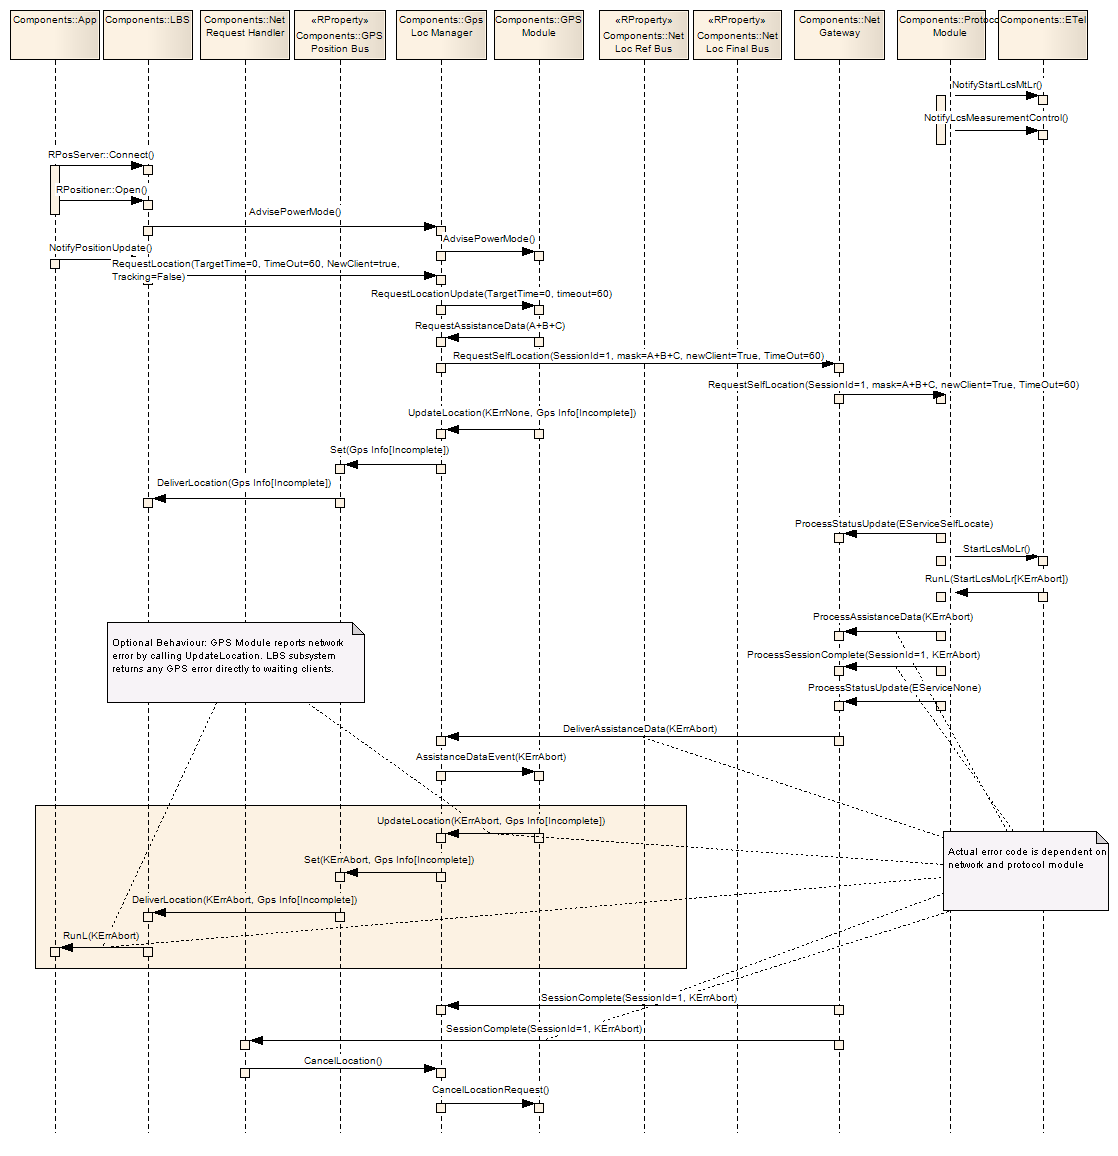 Components::App
Components::LBS
Components::Net
Request Handler
«RProperty»
Components::GPS
Position Bus
Components::Gps
Loc Manager
Components::GPS
Module
«RProperty»
Components::Net
Loc Ref Bus
«RProperty»
Components::Net
Loc Final Bus
Components::Net
Gateway
Components::Protoc
Module
Components::ETel
NotifyStartLcsMtLr()
NotifyLcsMeasurementControl()
RPosServer::Connect()
RPositioner::Open()
AdvisePowerMode()
AdvisePowerMode()
NotifyPositionUpdate()
RequestLocation(TargetTime=0, TimeOut=60, NewClient=true,
Tracking=False)
RequestLocationUpdate(TargetTime=0, timeout=60)
RequestAssistanceData(A+B+C)
RequestSelfLocation(SessionId=1, mask=A+B+C, newClient=True, TimeOut=60)
RequestSelfLocation(SessionId=1, mask=A+B+C, newClient=True, TimeOut=60)
UpdateLocation(KErrNone, Gps Info[Incomplete])
Set(Gps Info[Incomplete])
DeliverLocation(Gps Info[Incomplete])
ProcessStatusUpdate(EServiceSelfLocate)
StartLcsMoLr()
RunL(StartLcsMoLr[KErrAbort])
ProcessAssistanceData(KErrAbort)
Optional Behaviour: GPS Module reports network
error by calling UpdateLocation. LBS subsystem
returns any GPS error directly to waiting clients.
ProcessSessionComplete(SessionId=1, KErrAbort)
ProcessStatusUpdate(EServiceNone)
DeliverAssistanceData(KErrAbort)
AssistanceDataEvent(KErrAbort)
UpdateLocation(KErrAbort, Gps Info[Incomplete])
Actual error code is dependent on
network and protocol module
Set(KErrAbort, Gps Info[Incomplete])
DeliverLocation(KErrAbort, Gps Info[Incomplete])
RunL(KErrAbort)
SessionComplete(SessionId=1, KErrAbort)
SessionComplete(SessionId=1, KErrAbort)
CancelLocation()
CancelLocationRequest()